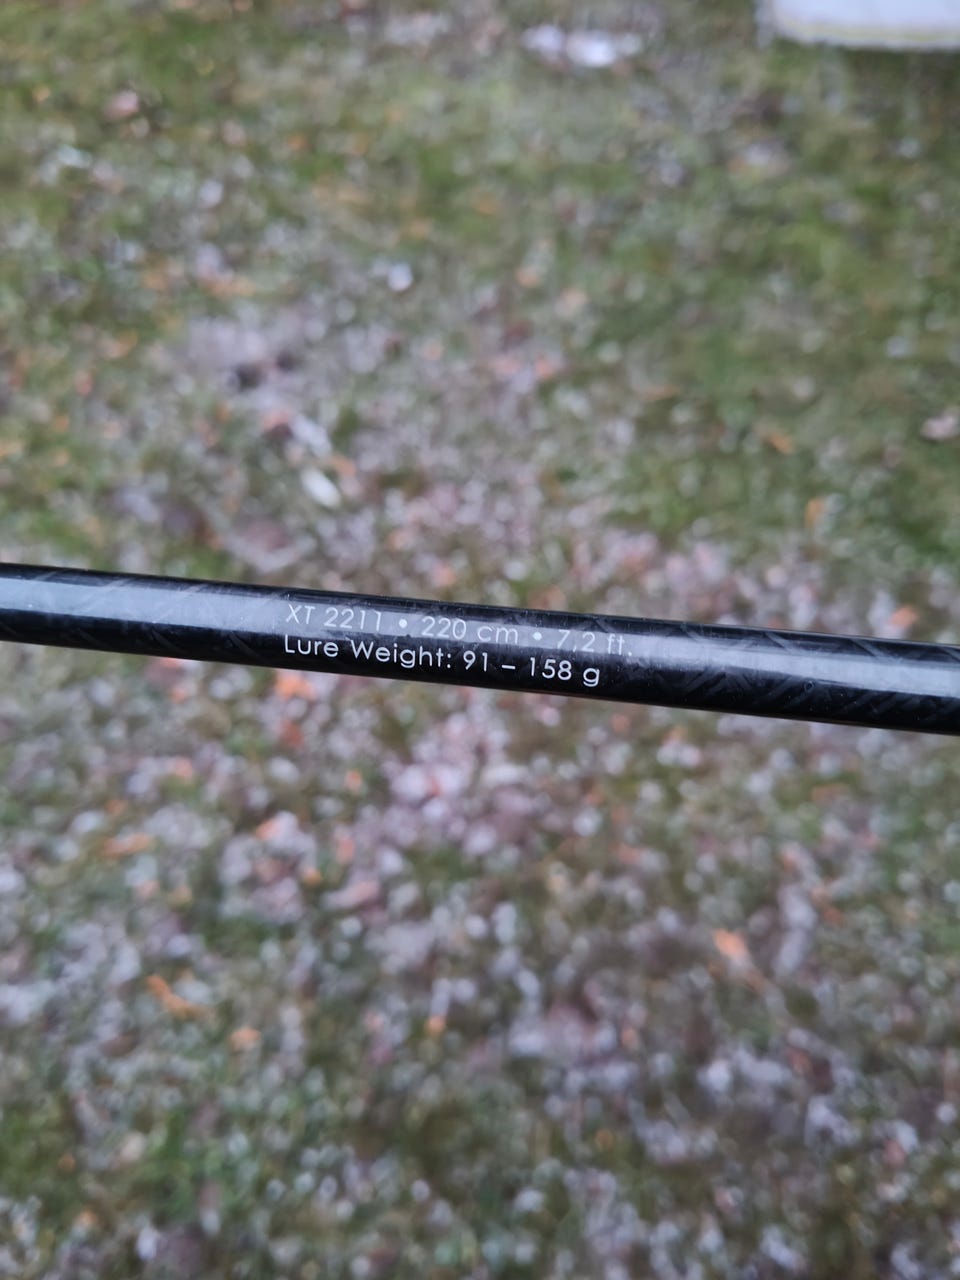 XT 2211 • 220 cm • 7,2 ft.
Lure Weight: 91 – 158 g